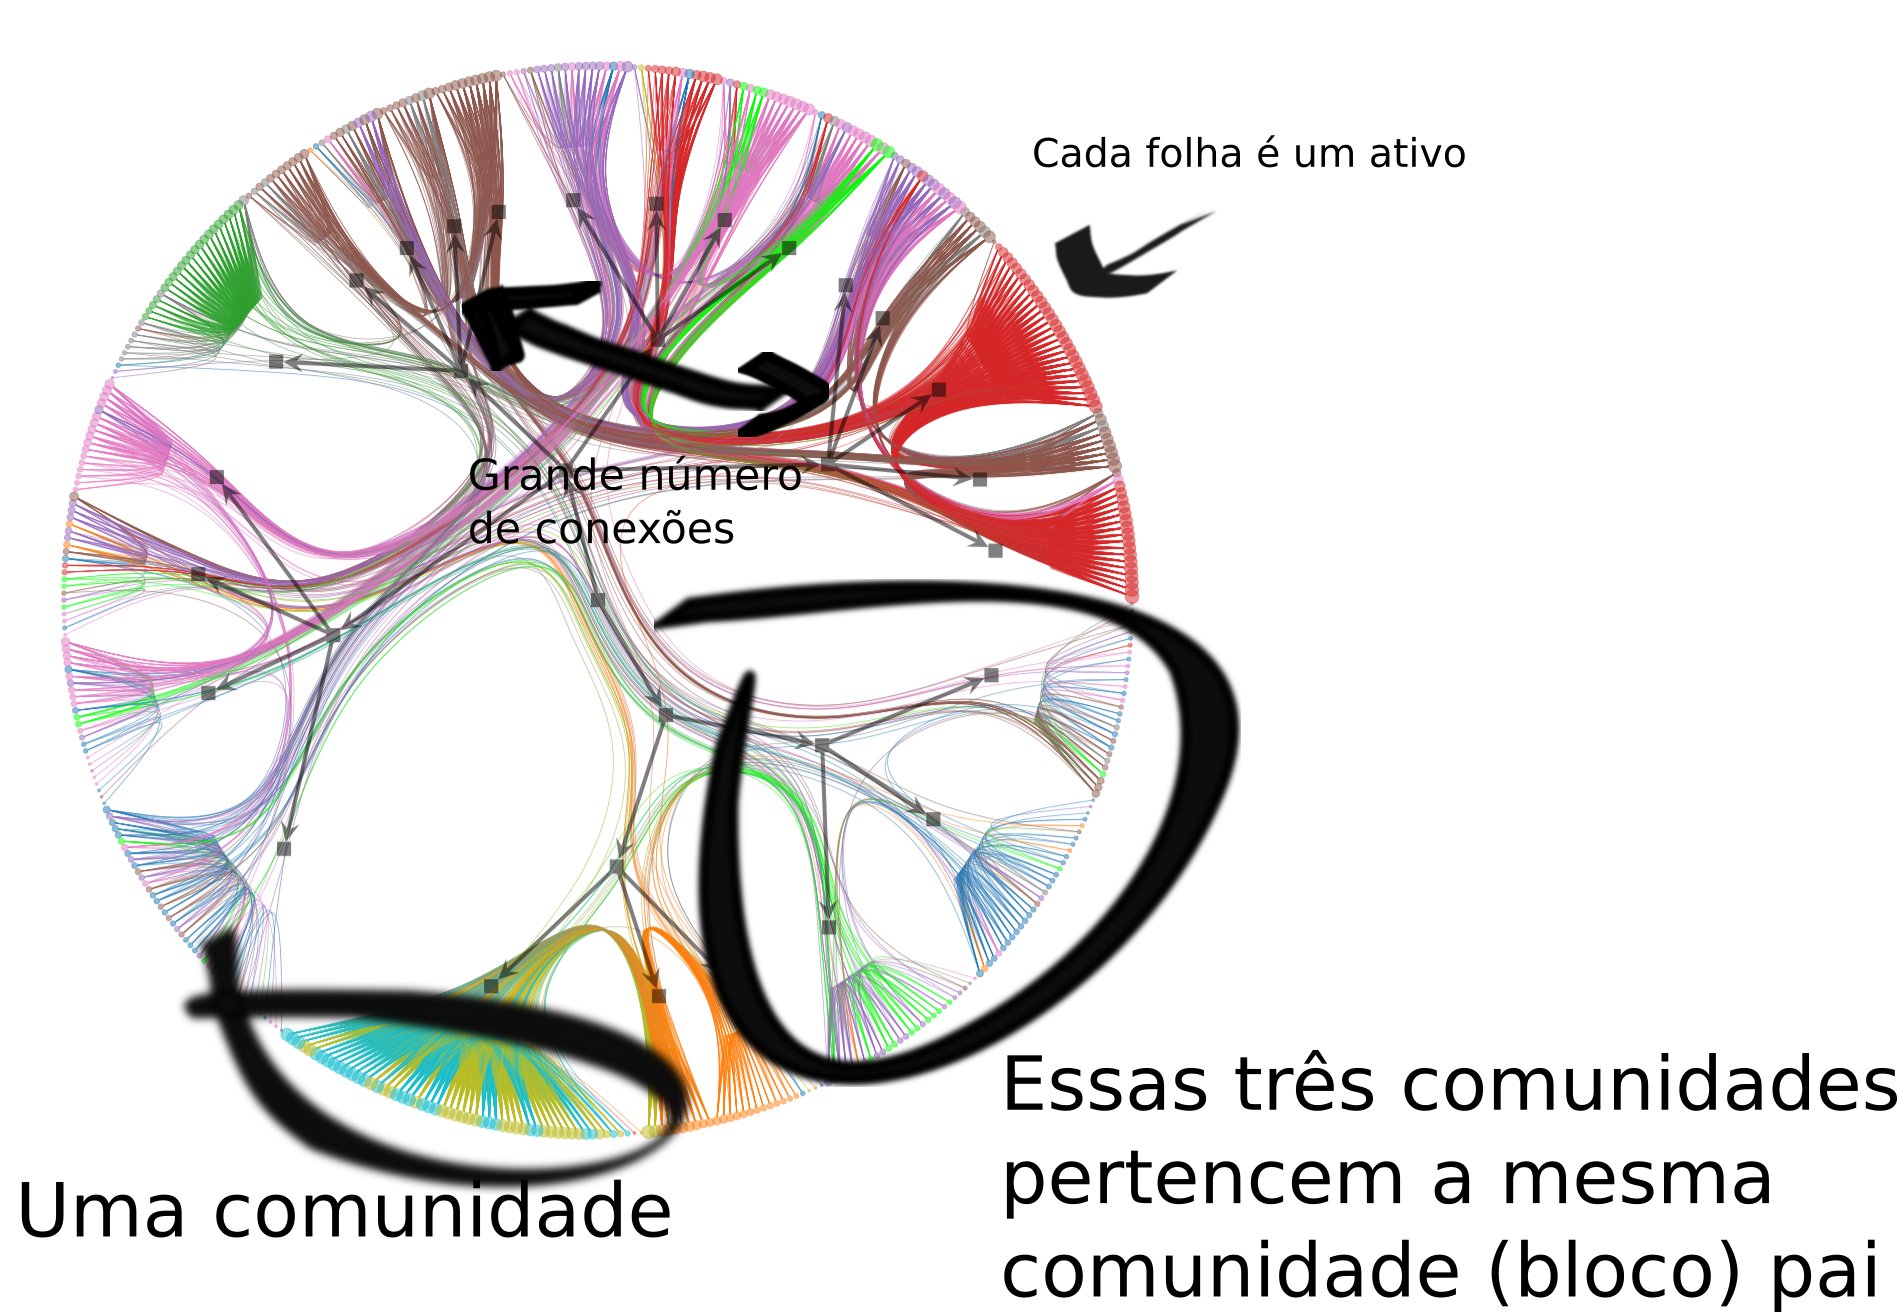 Cada folha é um ativo
Grande número
de conexões
Essas três comunidades
pertencem a mesma
comunidade (bloco) pai
Uma comunidade